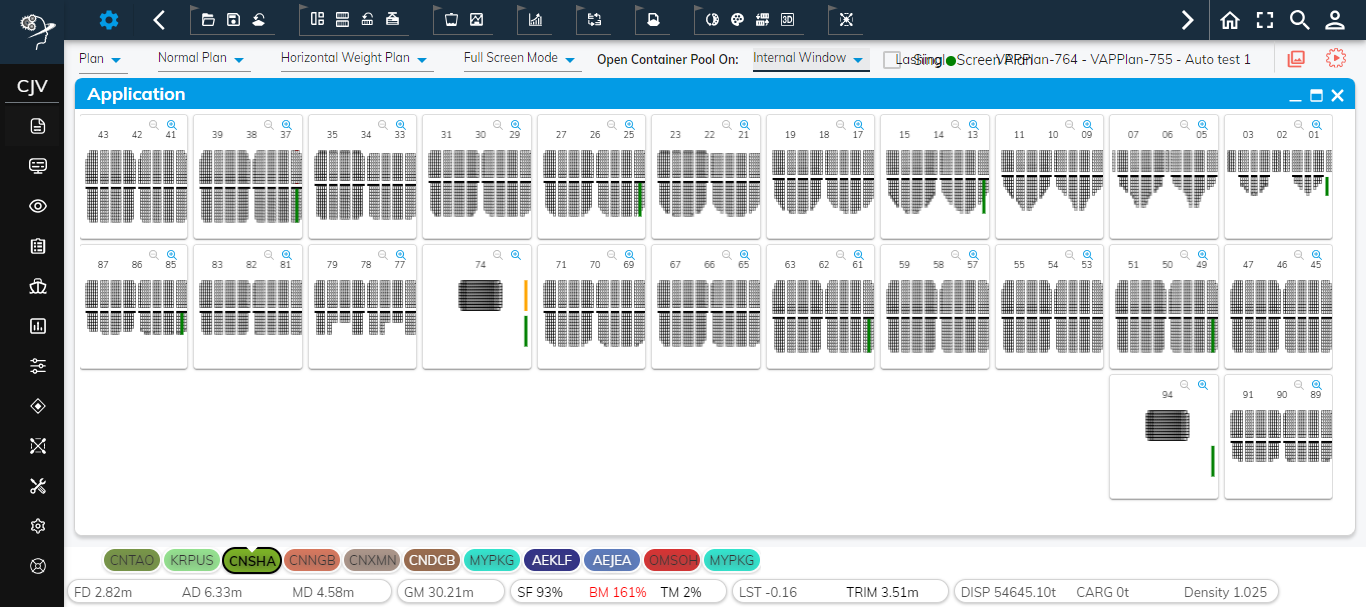 3D
CJV
Plan
Normal Plan
Horizontal Weight Plan
Full Screen Mode
Open Container Pool On:
Internal Window
Lashing
Single Screen Plan
VAPPlan-764 - VAPPlan-755 - Auto test 1
Application
43 42 41
39 38 37
35 34 33
31 30 29
27 26 25
23 22 21
19 18 17
15 14 13
11 10 09
07 06 05
03 02 01
87 86 85
83 82 81
79 78 77
74
71 70 69
67 66 65
63 62 61
59 58 57
55 54 53
51 50 49
47 46 45
94
91 90 89
CNTAO KRPUS CNSHA CNNGB CNXMN CNDCB MYPKG AEKLF AEJEA OMSOH MYPKG
FD 2.82m AD 6.33m MD 4.58m GM 30.21m SF 93% BM 161% TM 2% LST -0.16 TRIM 3.51m DISP 54645.10t CARG 0t Density 1.025